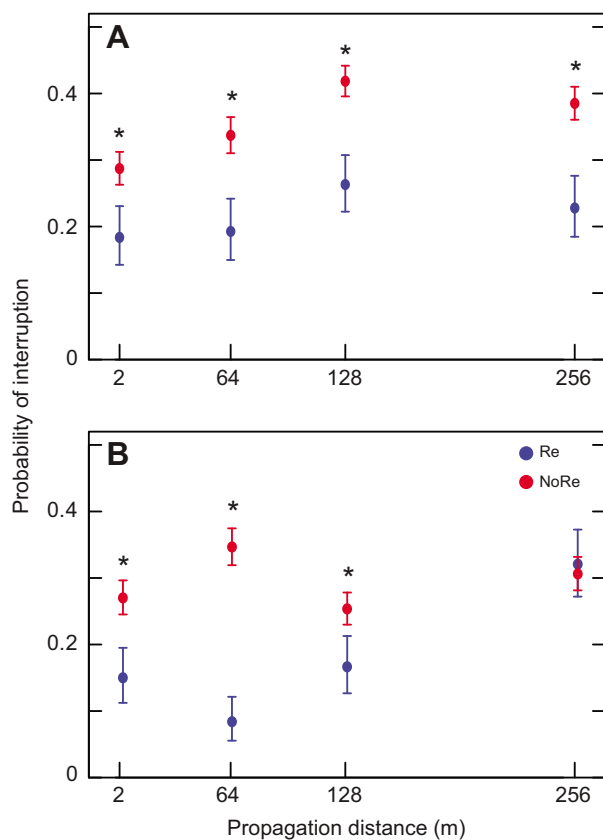 A
*
*
*
*
0.4
0.2
0
2 64 128 256
Probability of interruption
B
Re
NoRe
*
*
*
0.4
0.2
0
2 64 128 256
Propagation distance (m)